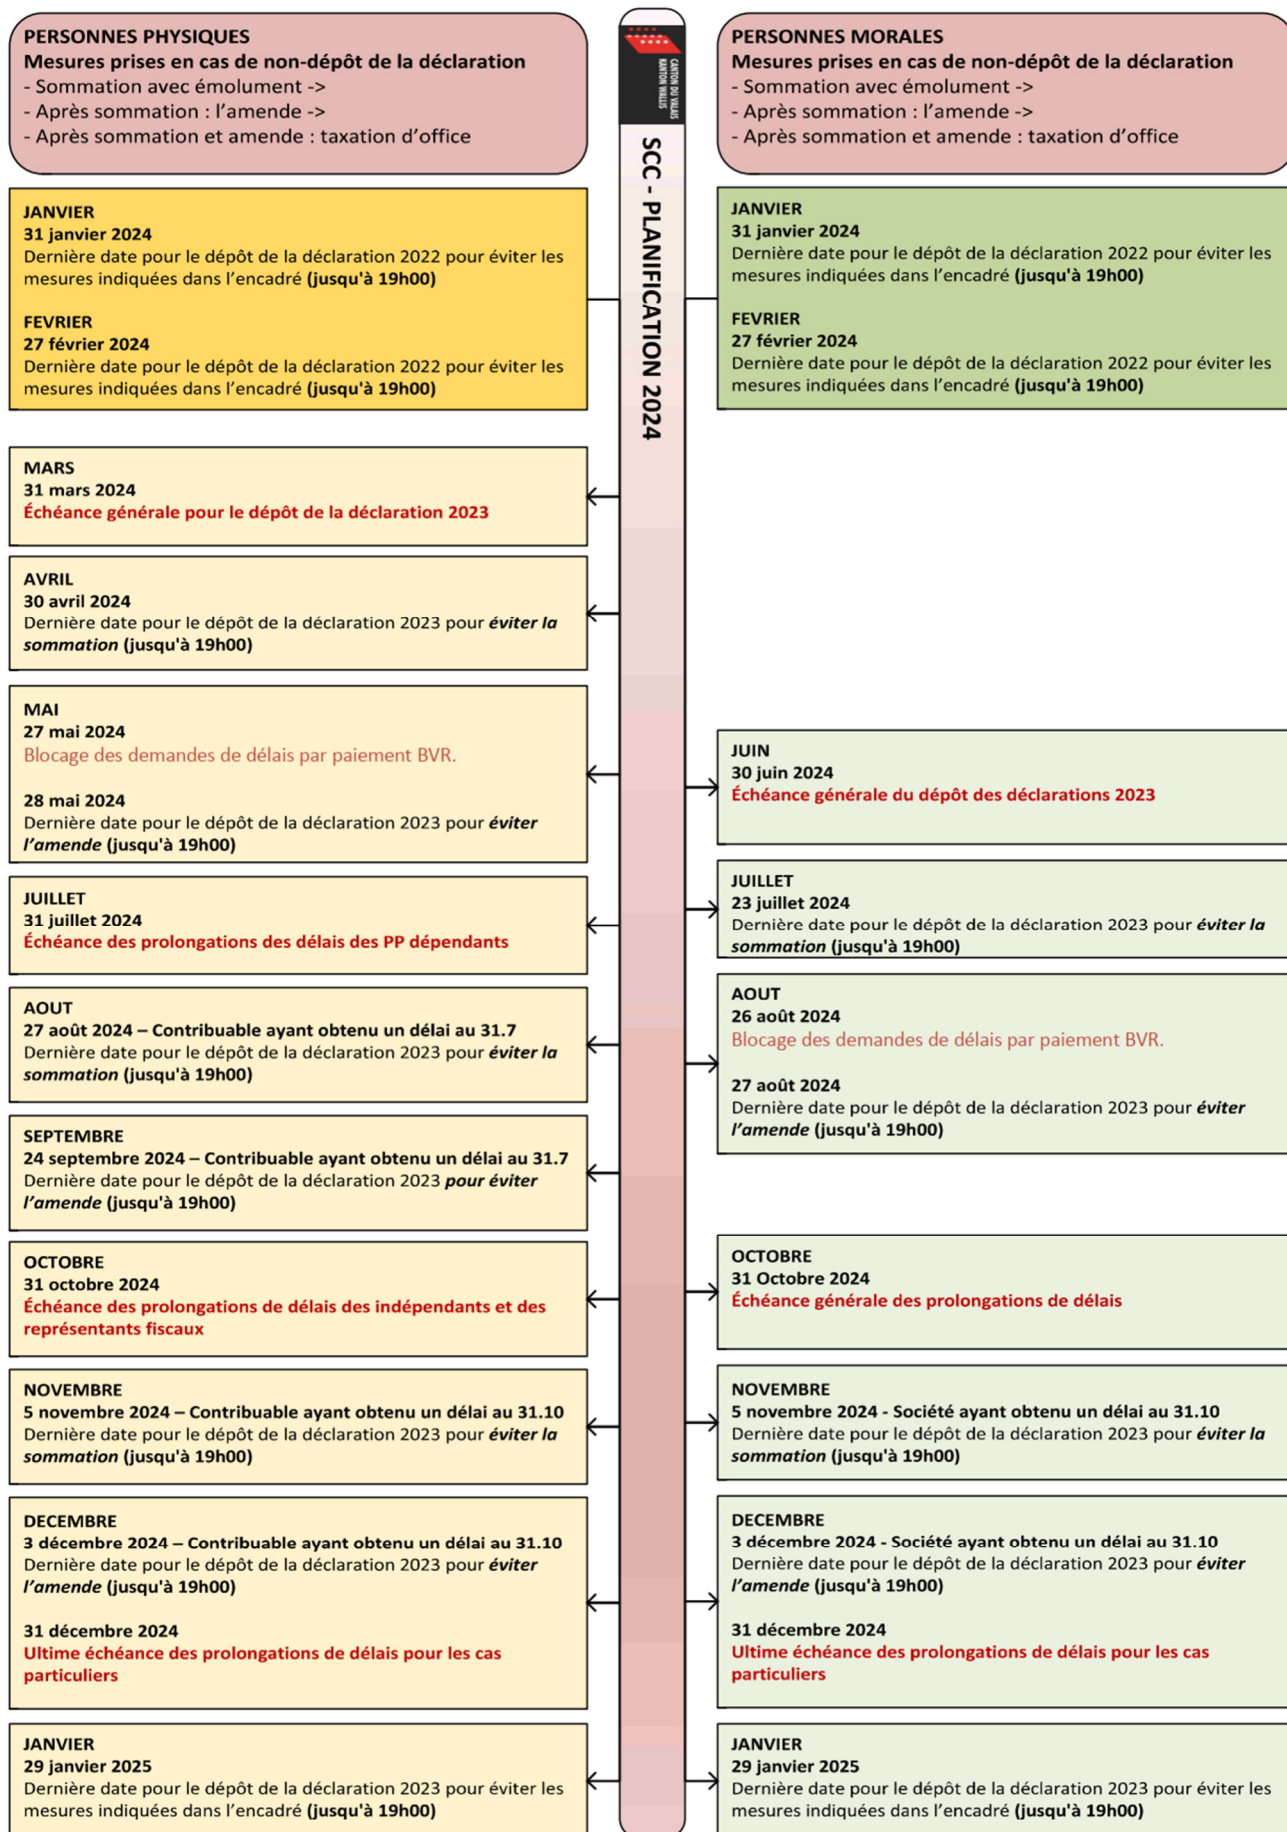 PERSONNES PHYSIQUES
Mesures prises en cas de non-dépôt de la déclaration
- Sommation avec émolument ->
- Après sommation : l’amende ->
- Après sommation et amende : taxation d’office
JANVIER
31 janvier 2024
Dernière date pour le dépôt de la déclaration 2022 pour éviter les
mesures indiquées dans l’encadré (jusqu'à 19h00)
FEVRIER
27 février 2024
Dernière date pour le dépôt de la déclaration 2022 pour éviter les
mesures indiquées dans l’encadré (jusqu'à 19h00)
MARS
31 mars 2024
Échéance générale pour le dépôt de la déclaration 2023
AVRIL
30 avril 2024
Dernière date pour le dépôt de la déclaration 2023 pour éviter la
sommation (jusqu'à 19h00)
MAI
27 mai 2024
Blocage des demandes de délais par paiement BVR.
28 mai 2024
Dernière date pour le dépôt de la déclaration 2023 pour éviter
l’amende (jusqu'à 19h00)
JUILLET
31 juillet 2024
Échéance des prolongations des délais des PP dépendants
AOUT
27 août 2024 – Contribuable ayant obtenu un délai au 31.7
Dernière date pour le dépôt de la déclaration 2023 pour éviter la
sommation (jusqu'à 19h00)
SEPTEMBRE
24 septembre 2024 – Contribuable ayant obtenu un délai au 31.7
Dernière date pour le dépôt de la déclaration 2023 pour éviter
l’amende (jusqu'à 19h00)
OCTOBRE
31 octobre 2024
Échéance des prolongations de délais des indépendants et des
représentants fiscaux
NOVEMBRE
5 novembre 2024 – Contribuable ayant obtenu un délai au 31.10
Dernière date pour le dépôt de la déclaration 2023 pour éviter la
sommation (jusqu'à 19h00)
DECEMBRE
3 décembre 2024 – Contribuable ayant obtenu un délai au 31.10
Dernière date pour le dépôt de la déclaration 2023 pour éviter
l’amende (jusqu'à 19h00)
31 décembre 2024
Ultime échéance des prolongations de délais pour les cas
particuliers
JANVIER
29 janvier 2025
Dernière date pour le dépôt de la déclaration 2023 pour éviter les
mesures indiquées dans l’encadré (jusqu'à 19h00)
CANTON DU VALAIS
KANTON WALLIS
SCC - PLANIFICATION 2024
PERSONNES MORALES
Mesures prises en cas de non-dépôt de la déclaration
- Sommation avec émolument ->
- Après sommation : l’amende ->
- Après sommation et amende : taxation d’office
JANVIER
31 janvier 2024
Dernière date pour le dépôt de la déclaration 2022 pour éviter les
mesures indiquées dans l’encadré (jusqu'à 19h00)
FEVRIER
27 février 2024
Dernière date pour le dépôt de la déclaration 2022 pour éviter les
mesures indiquées dans l’encadré (jusqu'à 19h00)
JUIN
30 juin 2024
Échéance générale du dépôt des déclarations 2023
JUILLET
23 juillet 2024
Dernière date pour le dépôt de la déclaration 2023 pour éviter la
sommation (jusqu'à 19h00)
AOUT
26 août 2024
Blocage des demandes de délais par paiement BVR.
27 août 2024
Dernière date pour le dépôt de la déclaration 2023 pour éviter
l’amende (jusqu'à 19h00)
OCTOBRE
31 Octobre 2024
Échéance générale des prolongations de délais
NOVEMBRE
5 novembre 2024 - Société ayant obtenu un délai au 31.10
Dernière date pour le dépôt de la déclaration 2023 pour éviter la
sommation (jusqu'à 19h00)
DECEMBRE
3 décembre 2024 - Société ayant obtenu un délai au 31.10
Dernière date pour le dépôt de la déclaration 2023 pour éviter
l’amende (jusqu'à 19h00)
31 décembre 2024
Ultime échéance des prolongations de délais pour les cas
particuliers
JANVIER
29 janvier 2025
Dernière date pour le dépôt de la déclaration 2023 pour éviter les
mesures indiquées dans l’encadré (jusqu'à 19h00)